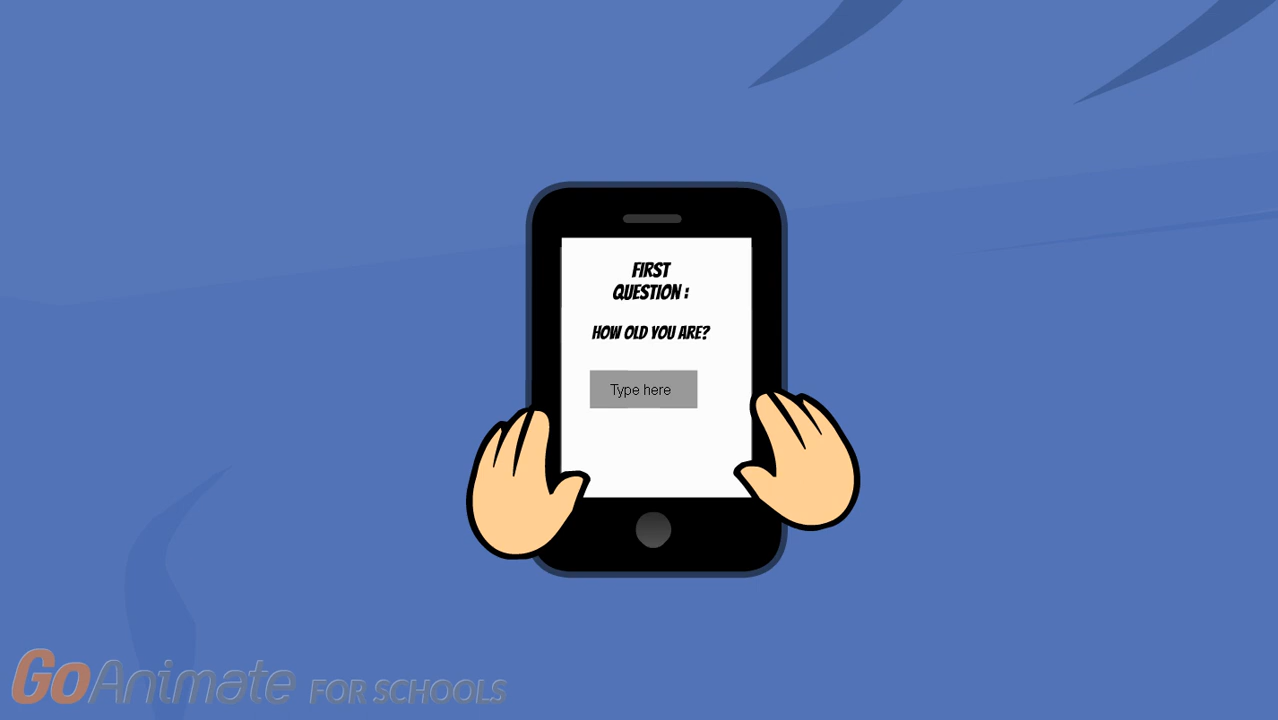 FIRST
QUESTION :
HOW OLD YOU ARE?
Type here
GoAnimate FOR SCHOOLS